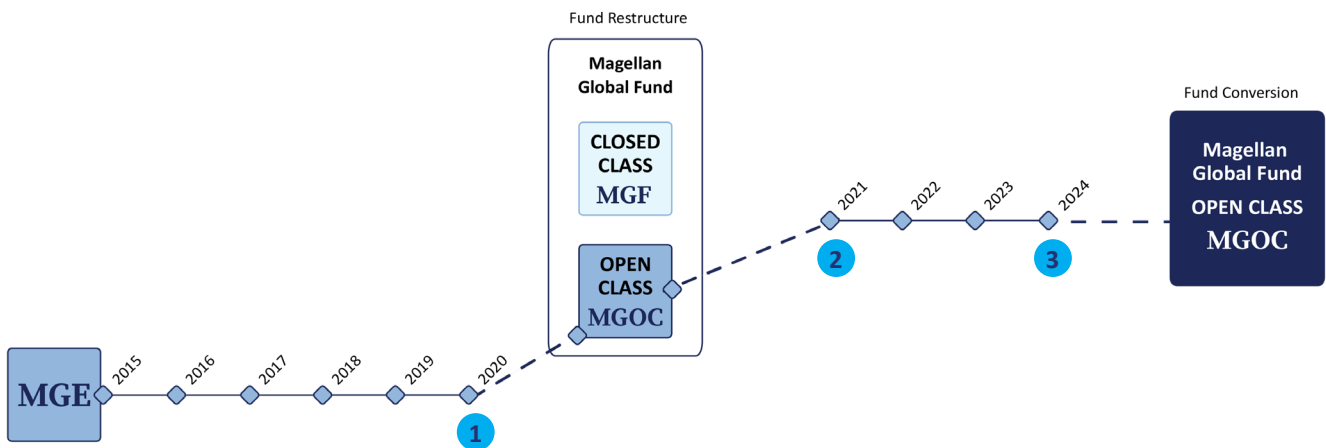 Fund Restructure
Magellan
Global Fund
CLOSED
CLASS
MGF
OPEN
CLASS
MGOC
MGE
2015
2016
2017
2018
2019
2020
1
2021
2022
2023
2024
2
3
Fund Conversion
Magellan
Global Fund
OPEN CLASS
MGOC